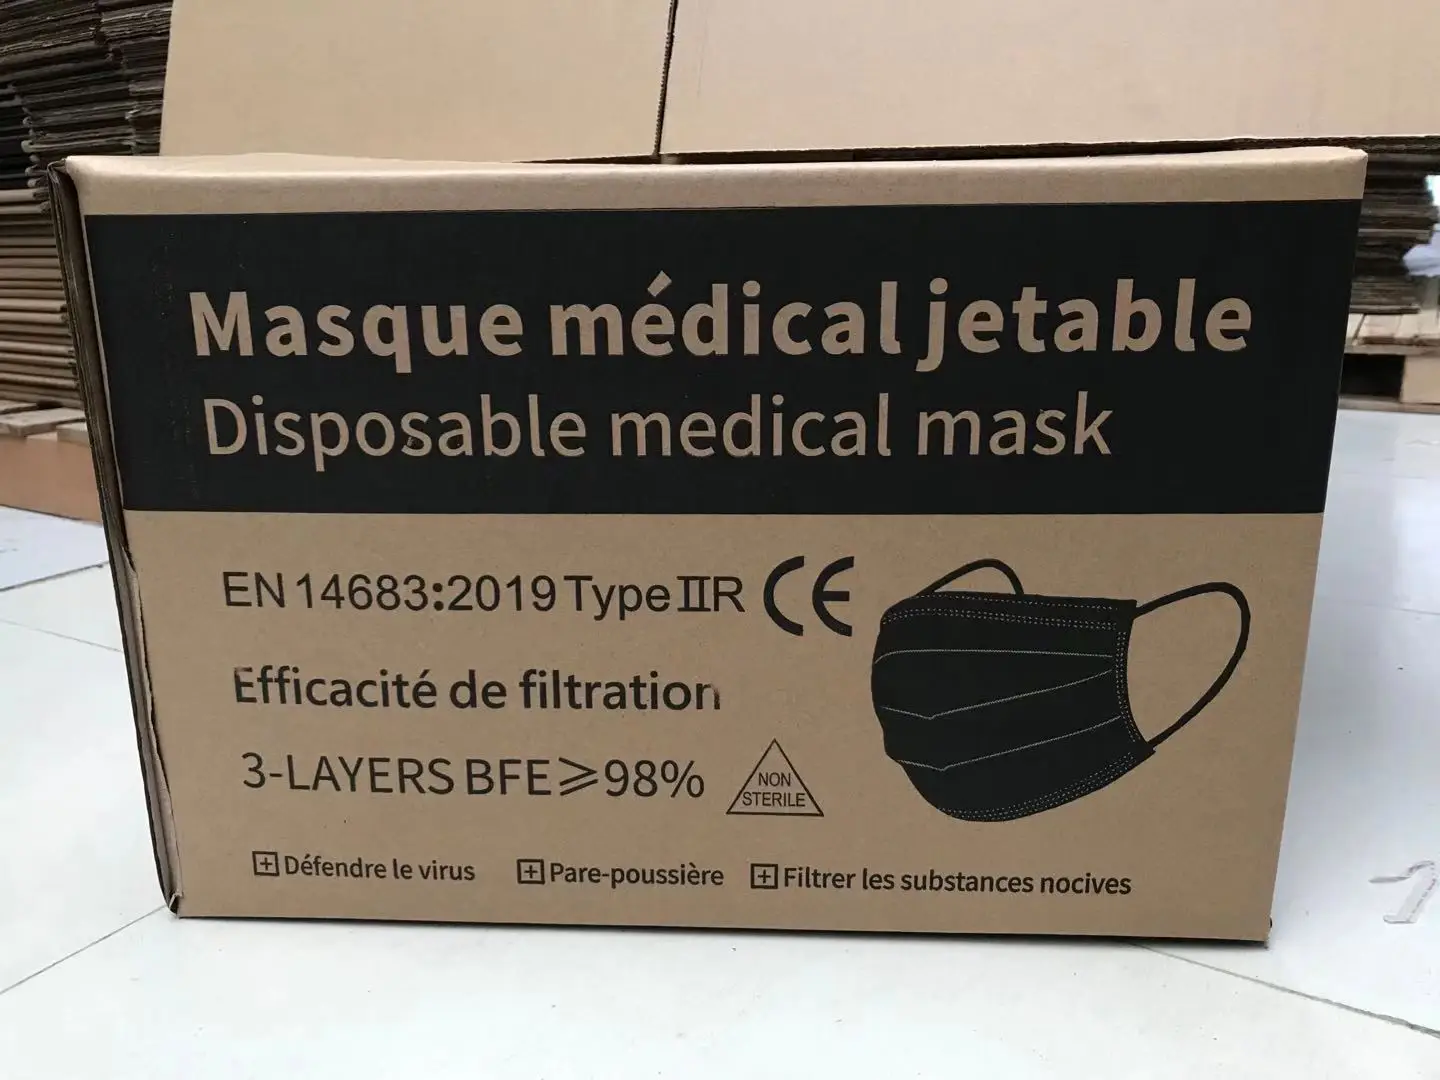 Masque médical jetable
Disposable medical mask
EN 14683:2019 Type IIR CE
Efficacité de filtration
3-LAYERS BFE⩾98%
NON
STERILE
Défendre le virus Pare-poussière Filtrer les substances nocives